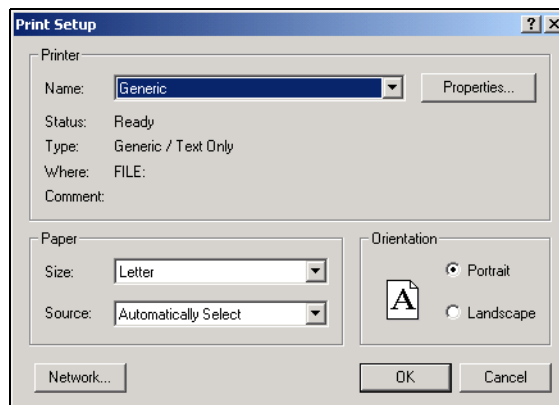 Print Setup
Printer
Name: Generic Properties...
Status: Ready
Type: Generic / Text Only
Where: FILE:
Comment:
Paper
Size: Letter
Source: Automatically Select
Orientation
A
Portrait
Landscape
Network... OK Cancel